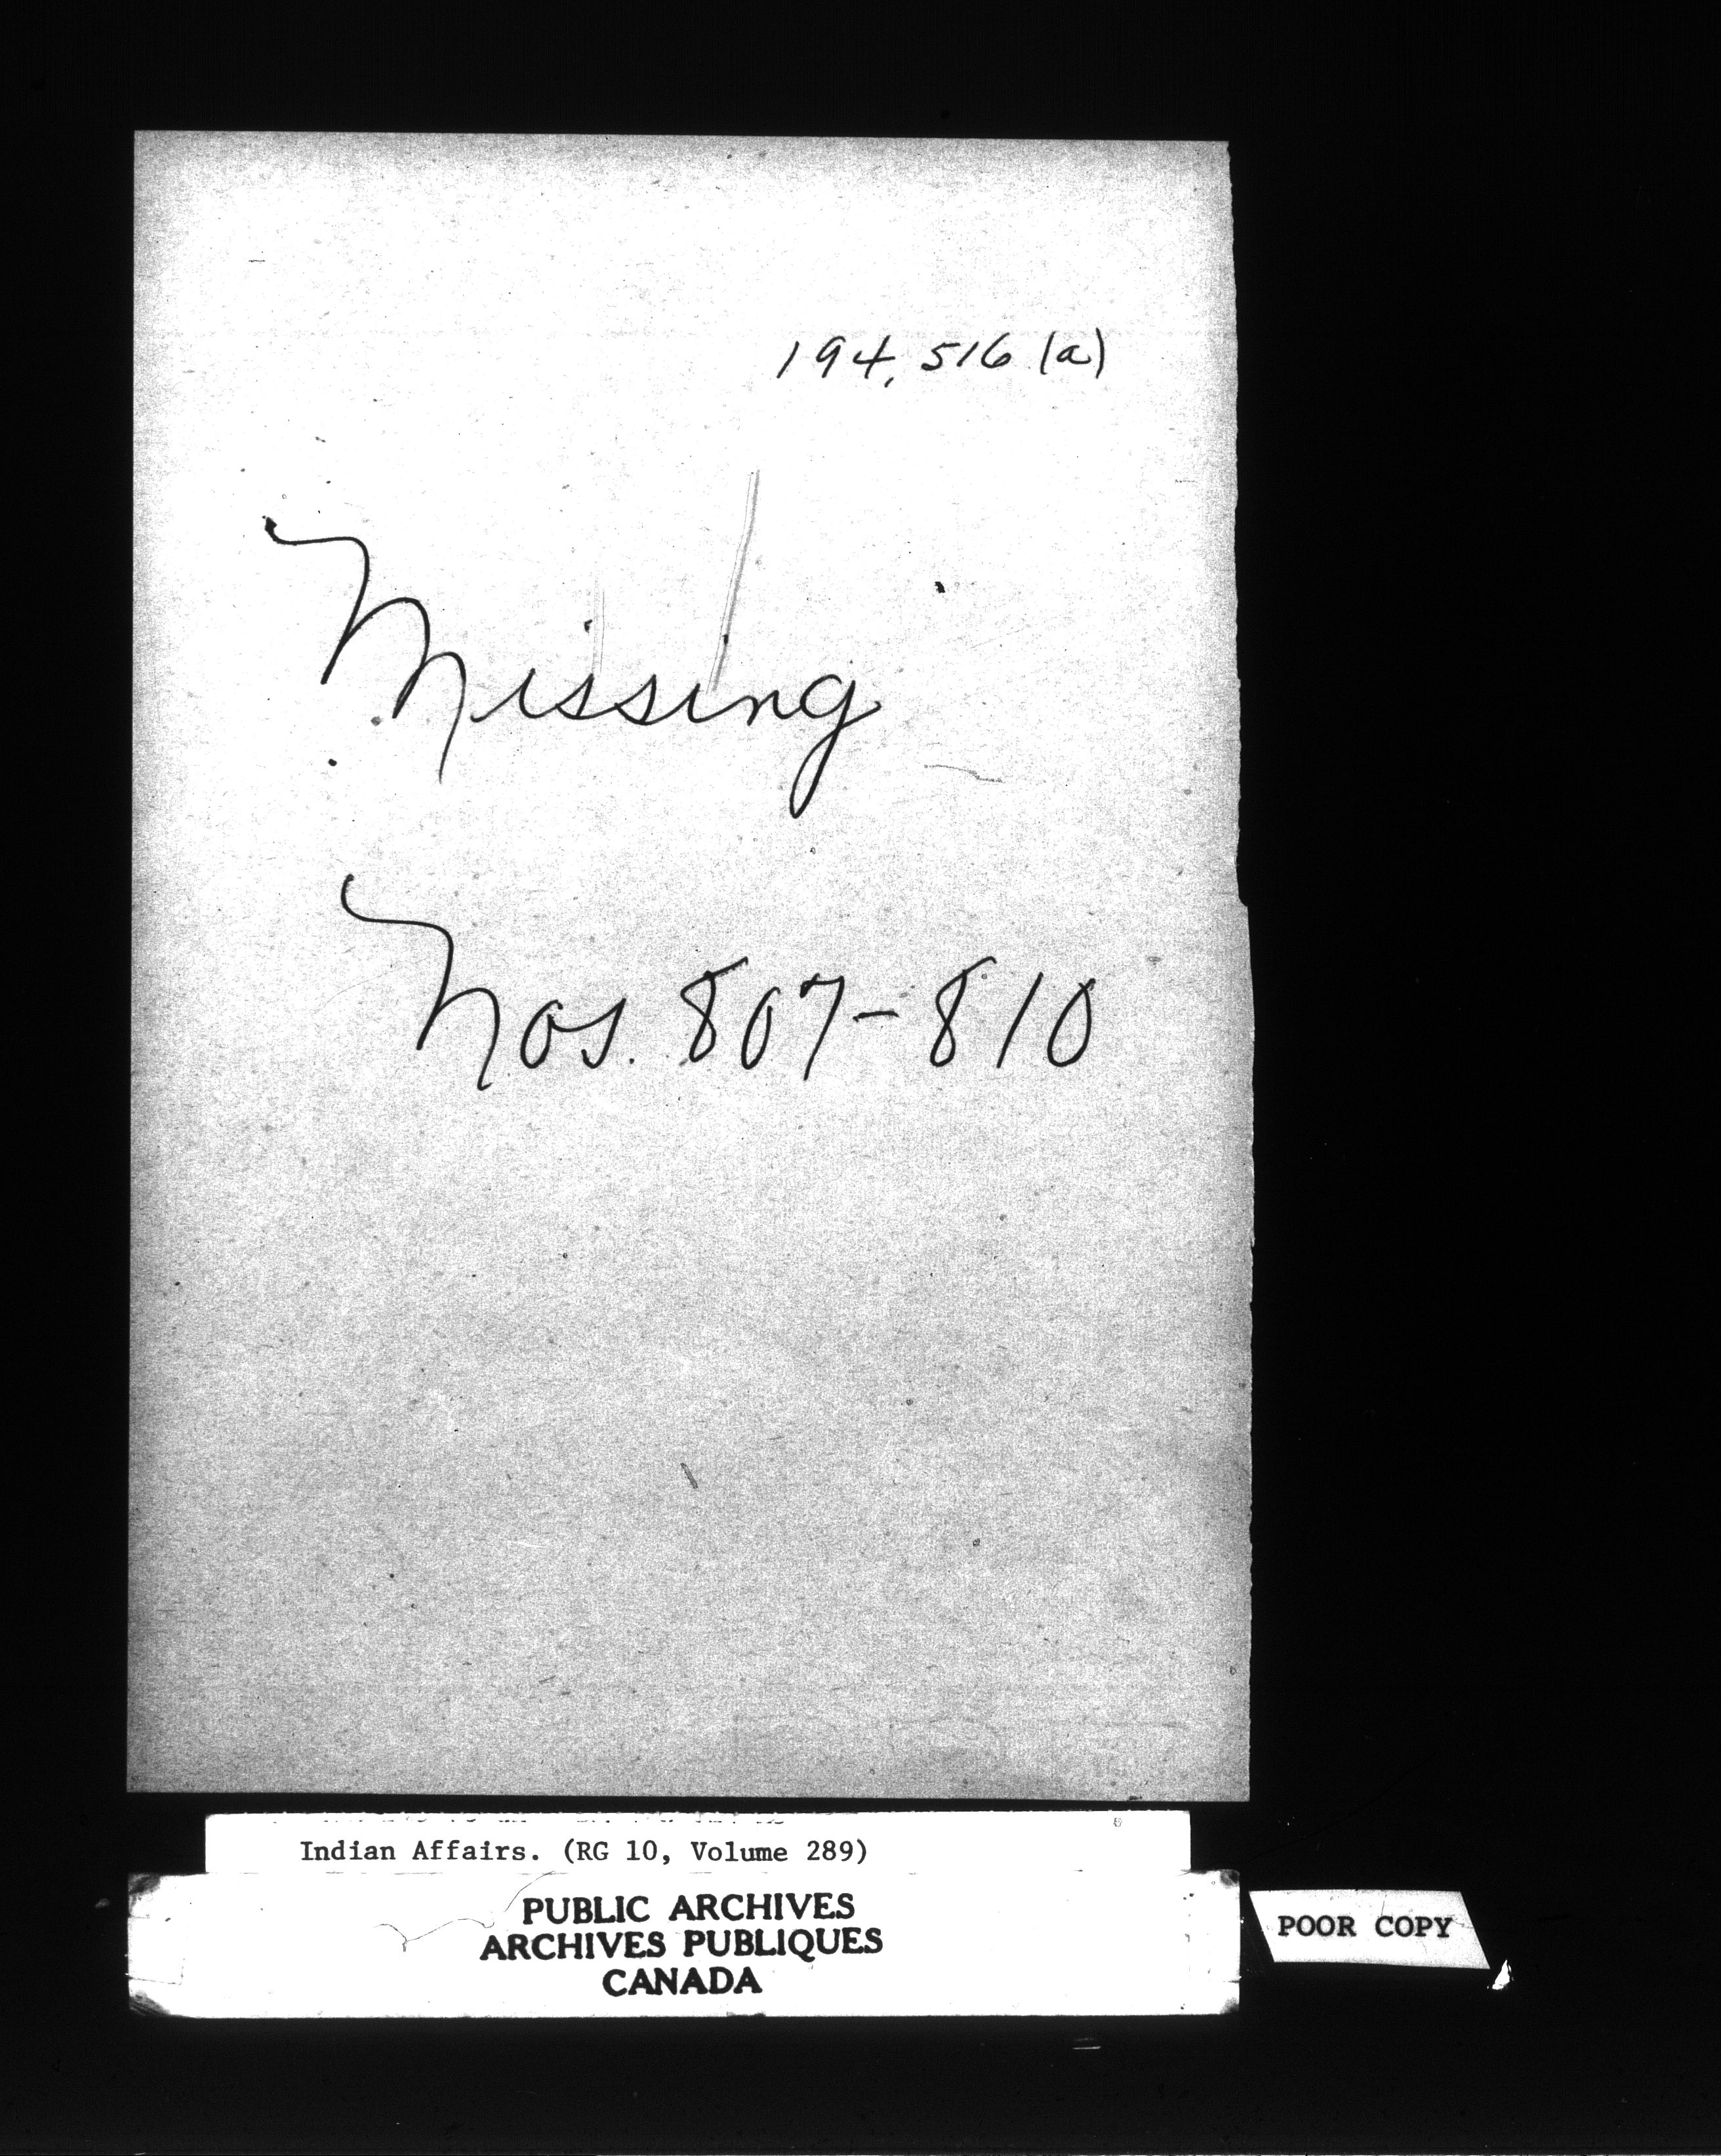 194,516 (a)
Missing
Nos. 807-810
Indian Affairs. (RG 10, Volume 289)
PUBLIC ARCHIVES
ARCHIVES PUBLIQUES
CANADA
POOR COPY